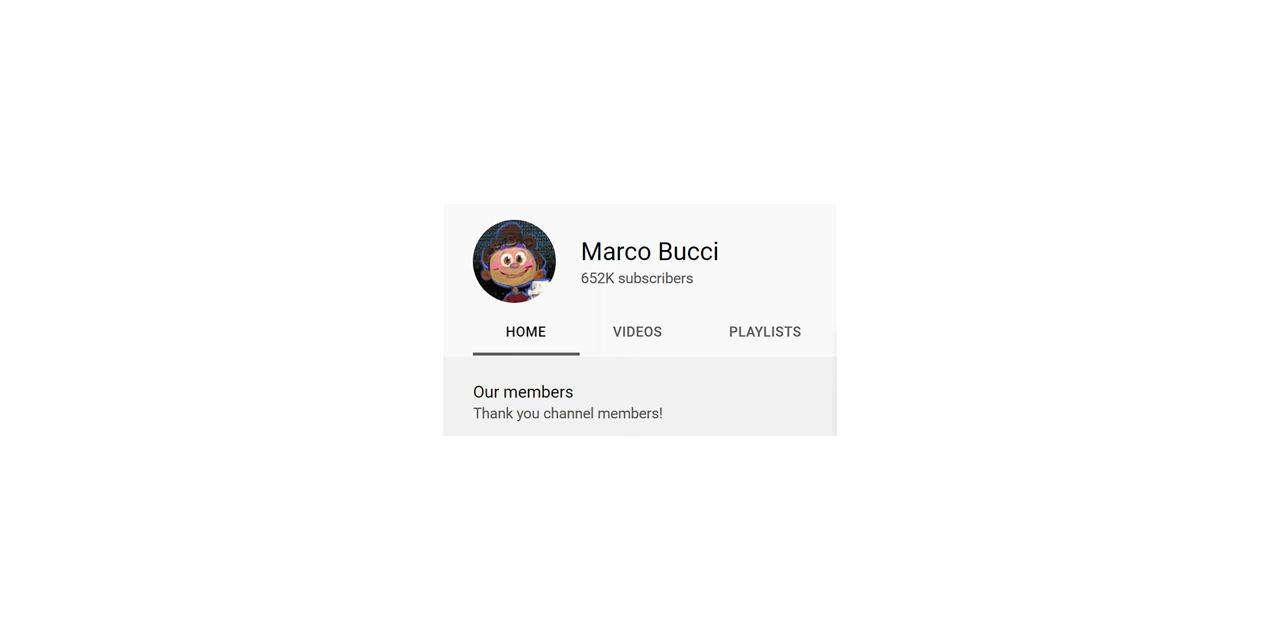 Marco Bucci
652K subscribers
HOME VIDEOS PLAYLISTS
Our members
Thank you channel members!